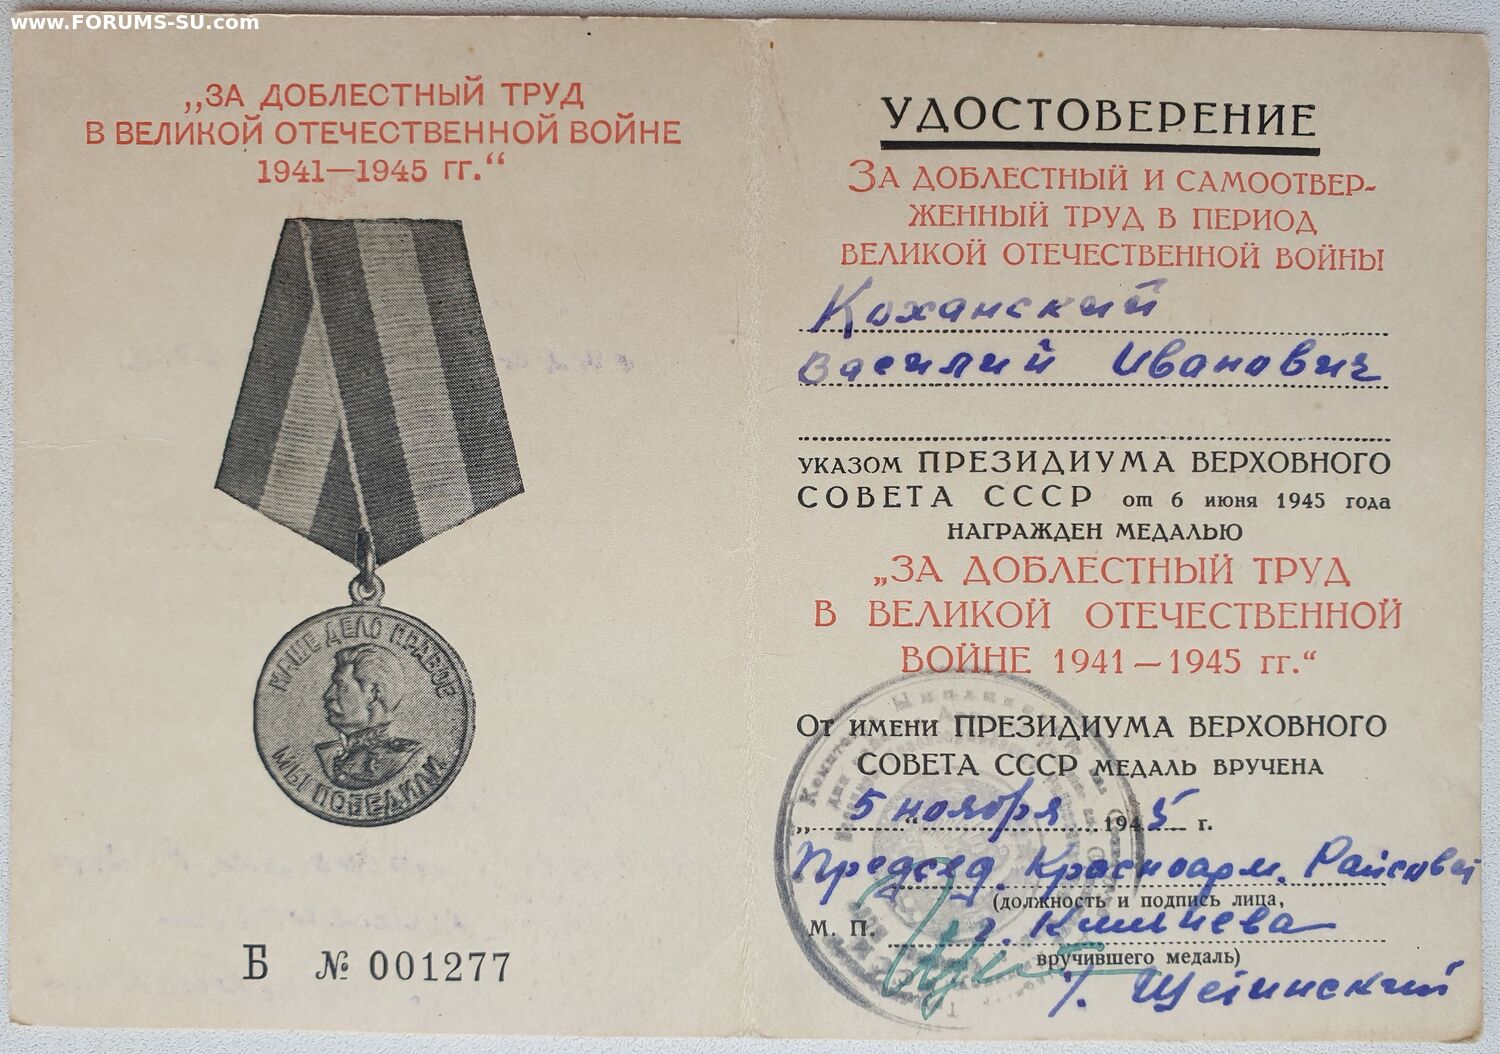 www.FORUMS-SU.com
„ЗА ДОБЛЕСТНЫЙ ТРУД
В ВЕЛИКОЙ ОТЕЧЕСТВЕННОЙ ВОЙНЕ
1941—1945 ГГ.“
НАШЕ ДЕЛО ПРАВОЕ
МЫ ПОБЕДИЛИ
Б № 001277
УДОСТОВЕРЕНИЕ
ЗА ДОБЛЕСТНЫЙ И САМООТВЕР-
ЖЕННЫЙ ТРУД В ПЕРИОД
ВЕЛИКОЙ ОТЕЧЕСТВЕННОЙ ВОЙНЫ
Коханский
Василий Иванович
УКАЗОМ ПРЕЗИДИУМА ВЕРХОВНОГО
СОВЕТА СССР от 6 июня 1945 года
НАГРАЖДЕН МЕДАЛЬЮ
„ЗА ДОБЛЕСТНЫЙ ТРУД
В ВЕЛИКОЙ ОТЕЧЕСТВЕННОЙ
ВОЙНЕ 1941—1945 гг.“
От имени ПРЕЗИДИУМА ВЕРХОВНОГО
СОВЕТА СССР МЕДАЛЬ ВРУЧЕНА
„ 5 “ ноября 1945 г.
Председ. Красноарм. Райсовет
(должность и подпись лица,
М. П. г. Киева
вручившего медаль)
Щетинский